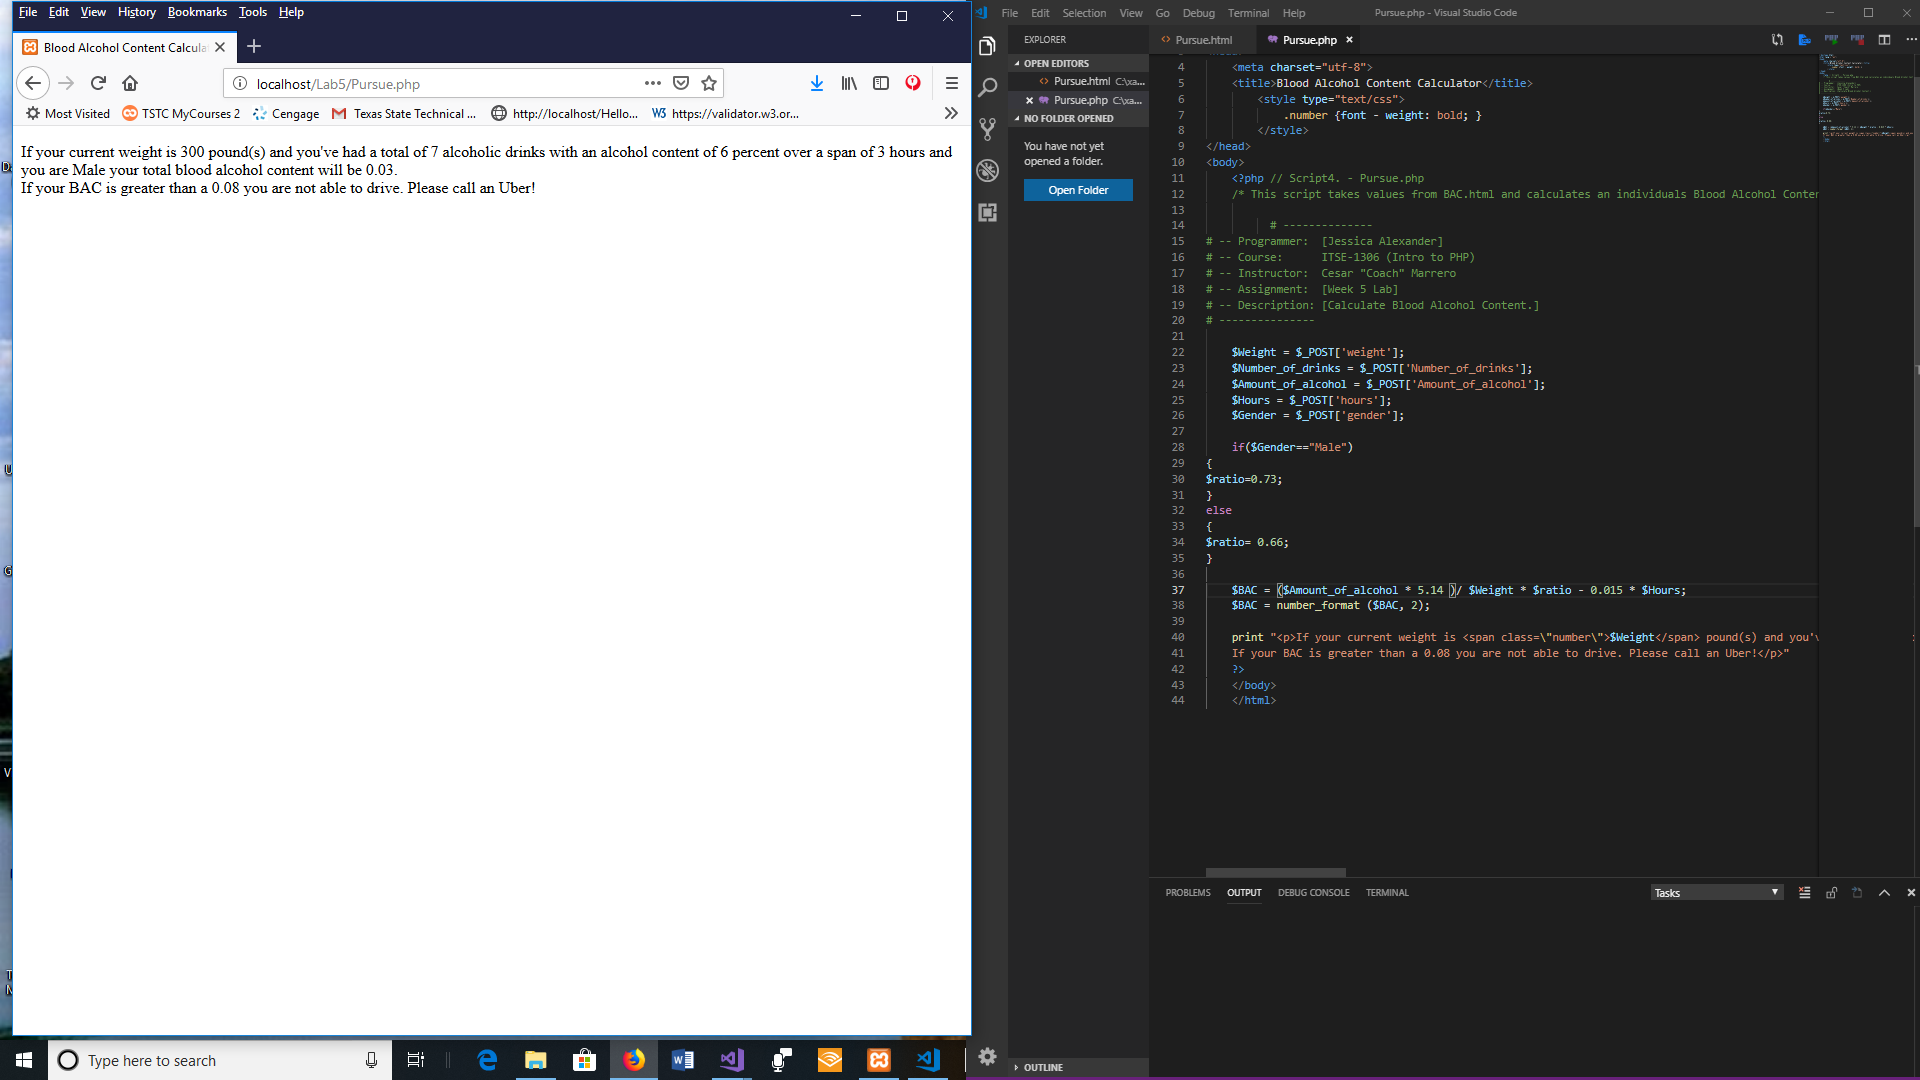 File Edit View History Bookmarks Tools Help
Blood Alcohol Content Calcula
localhost/Lab5/Pursue.php
Most Visited TSTC MyCourses 2 Cengage Texas State Technical ... http://localhost/Hello... https://validator.w3.or...
If your current weight is 300 pound(s) and you've had a total of 7 alcoholic drinks with an alcohol content of 6 percent over a span of 3 hours and
you are Male your total blood alcohol content will be 0.03.
If your BAC is greater than a 0.08 you are not able to drive. Please call an Uber!
Type here to search
File Edit Selection View Go Debug Terminal Help Pursue.php - Visual Studio Code
EXPLORER
OPEN EDITORS
Pursue.html C:\xa...
Pursue.php C:\xa...
NO FOLDER OPENED
You have not yet
opened a folder.
Open Folder
OUTLINE
Pursue.html Pursue.php
4 <meta charset="utf-8">
5 <title>Blood Alcohol Content Calculator</title>
6 <style type="text/css">
7 .number {font - weight: bold; }
8 </style>
9 </head>
10 <body>
11 <?php // Script4. - Pursue.php
12 /* This script takes values from BAC.html and calculates an individuals Blood Alcohol Conten
13
14 # --------------
15 # -- Programmer: [Jessica Alexander]
16 # -- Course: ITSE-1306 (Intro to PHP)
17 # -- Instructor: Cesar "Coach" Marrero
18 # -- Assignment: [Week 5 Lab]
19 # -- Description: [Calculate Blood Alcohol Content.]
20 # ---------------
21
22 $Weight = $_POST['weight'];
23 $Number_of_drinks = $_POST['Number_of_drinks'];
24 $Amount_of_alcohol = $_POST['Amount_of_alcohol'];
25 $Hours = $_POST['hours'];
26 $Gender = $_POST['gender'];
27
28 if($Gender=="Male")
29 {
30 $ratio=0.73;
31 }
32 else
33 {
34 $ratio= 0.66;
35 }
36
37 $BAC = ($Amount_of_alcohol * 5.14 )/ $Weight * $ratio - 0.015 * $Hours;
38 $BAC = number_format ($BAC, 2);
39
40 print "<p>If your current weight is <span class=\"number\">$Weight</span> pound(s) and you'v
41 If your BAC is greater than a 0.08 you are not able to drive. Please call an Uber!</p>"
42 ?>
43 </body>
44 </html>
PROBLEMS OUTPUT DEBUG CONSOLE TERMINAL Tasks